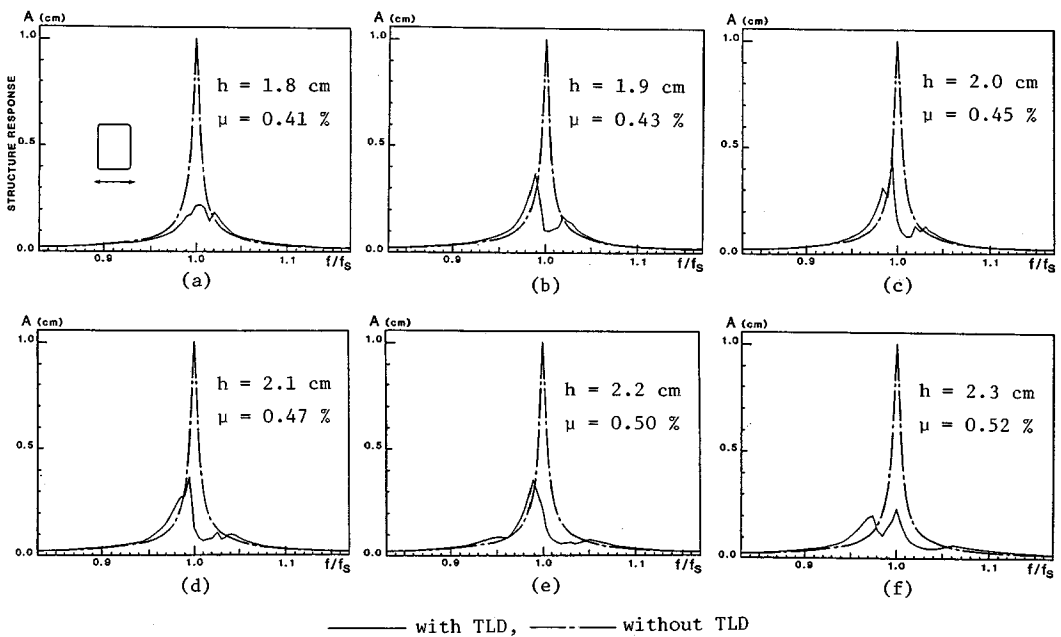 A (cm)
1.0
0.5
0.0
STRUCTURE RESPONSE
h = 1.8 cm
μ = 0.41 %
0.9
1.0
1.1
f/fs
(a)
A (cm)
1.0
0.5
0.0
h = 1.9 cm
μ = 0.43 %
0.9
1.0
1.1
f/fs
(b)
A (cm)
1.0
0.5
0.0
h = 2.0 cm
μ = 0.45 %
0.9
1.0
1.1
f/fs
(c)
A (cm)
1.0
0.5
0.0
h = 2.1 cm
μ = 0.47 %
0.9
1.0
1.1
f/fs
(d)
A (cm)
1.0
0.5
0.0
h = 2.2 cm
μ = 0.50 %
0.9
1.0
1.1
f/fs
(e)
A (cm)
1.0
0.5
0.0
h = 2.3 cm
μ = 0.52 %
0.9
1.0
1.1
f/fs
(f)
with TLD, without TLD